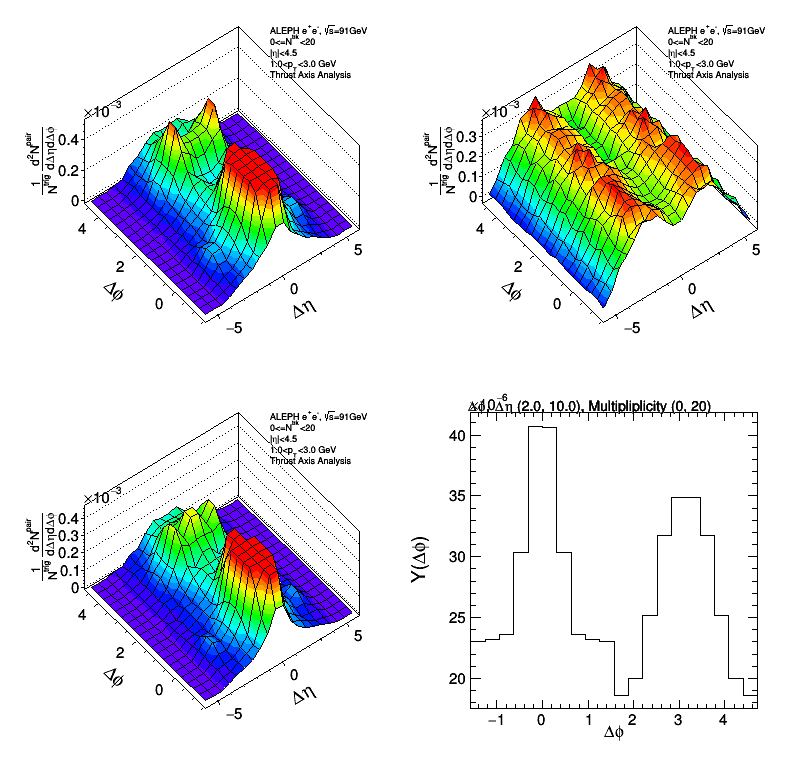 ALEPH e⁺e⁻, √s=91GeV
0<=N^trk<20
|η|<4.5
1.0<p_T<3.0 GeV
Thrust Axis Analysis
×10⁻³
0.4
0.2
0
1/N^trig d²N^pair/dΔηdΔφ
4
2
0
Δφ
−5
0
5
Δη
ALEPH e⁺e⁻, √s=91GeV
0<=N^trk<20
|η|<4.5
1.0<p_T<3.0 GeV
Thrust Axis Analysis
×10⁻³
0.3
0.2
0.1
0
1/N^trig d²N^pair/dΔηdΔφ
4
2
0
Δφ
−5
0
5
Δη
ALEPH e⁺e⁻, √s=91GeV
0<=N^trk<20
|η|<4.5
1.0<p_T<3.0 GeV
Thrust Axis Analysis
×10⁻³
0.4
0.3
0.2
0.1
0
1/N^trig d²N^pair/dΔηdΔφ
4
2
0
Δφ
−5
0
5
Δη
×10⁻⁶
Δφ, Δη (2.0, 10.0), Multipliplicity (0, 20)
40
35
30
25
20
Y(Δφ)
−1 0 1 2 3 4
Δφ